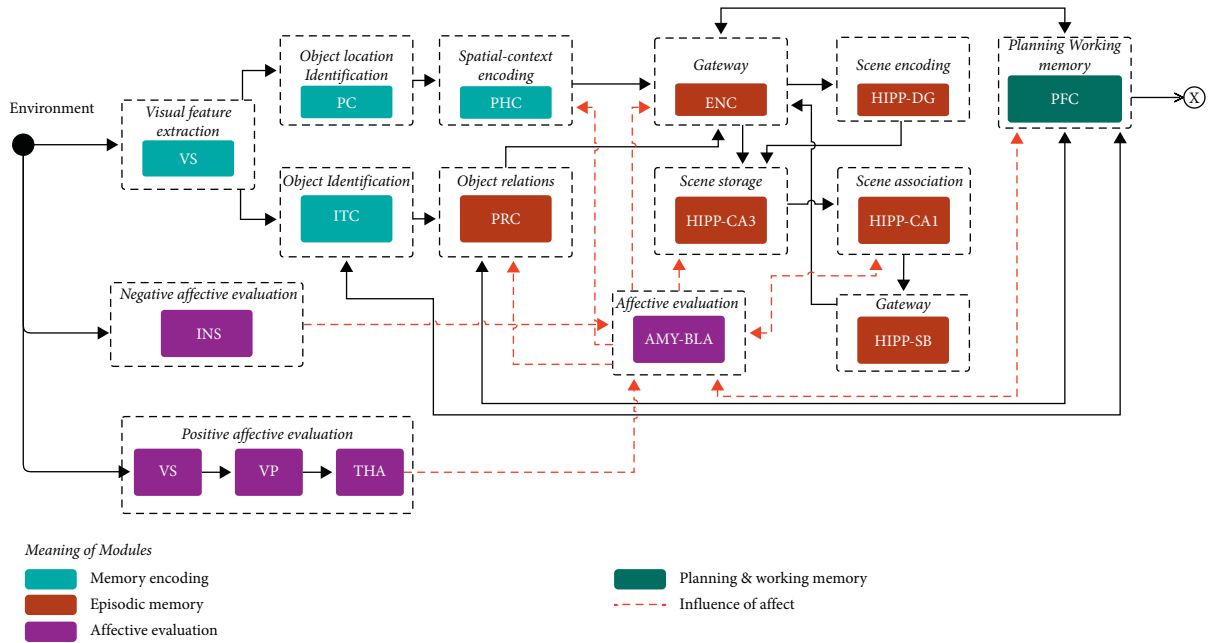 Environment
Visual feature
extraction
VS
Object location
Identification
PC
Spatial-context
encoding
PHC
Gateway
ENC
Scene encoding
HIPP-DG
Planning Working
memory
PFC
X
Object Identification
ITC
Object relations
PRC
Scene storage
HIPP-CA3
Scene association
HIPP-CA1
Negative affective evaluation
INS
Affective evaluation
AMY-BLA
Gateway
HIPP-SB
Positive affective evaluation
VS
VP
THA
Meaning of Modules
Memory encoding
Episodic memory
Affective evaluation
Planning & working memory
Influence of affect